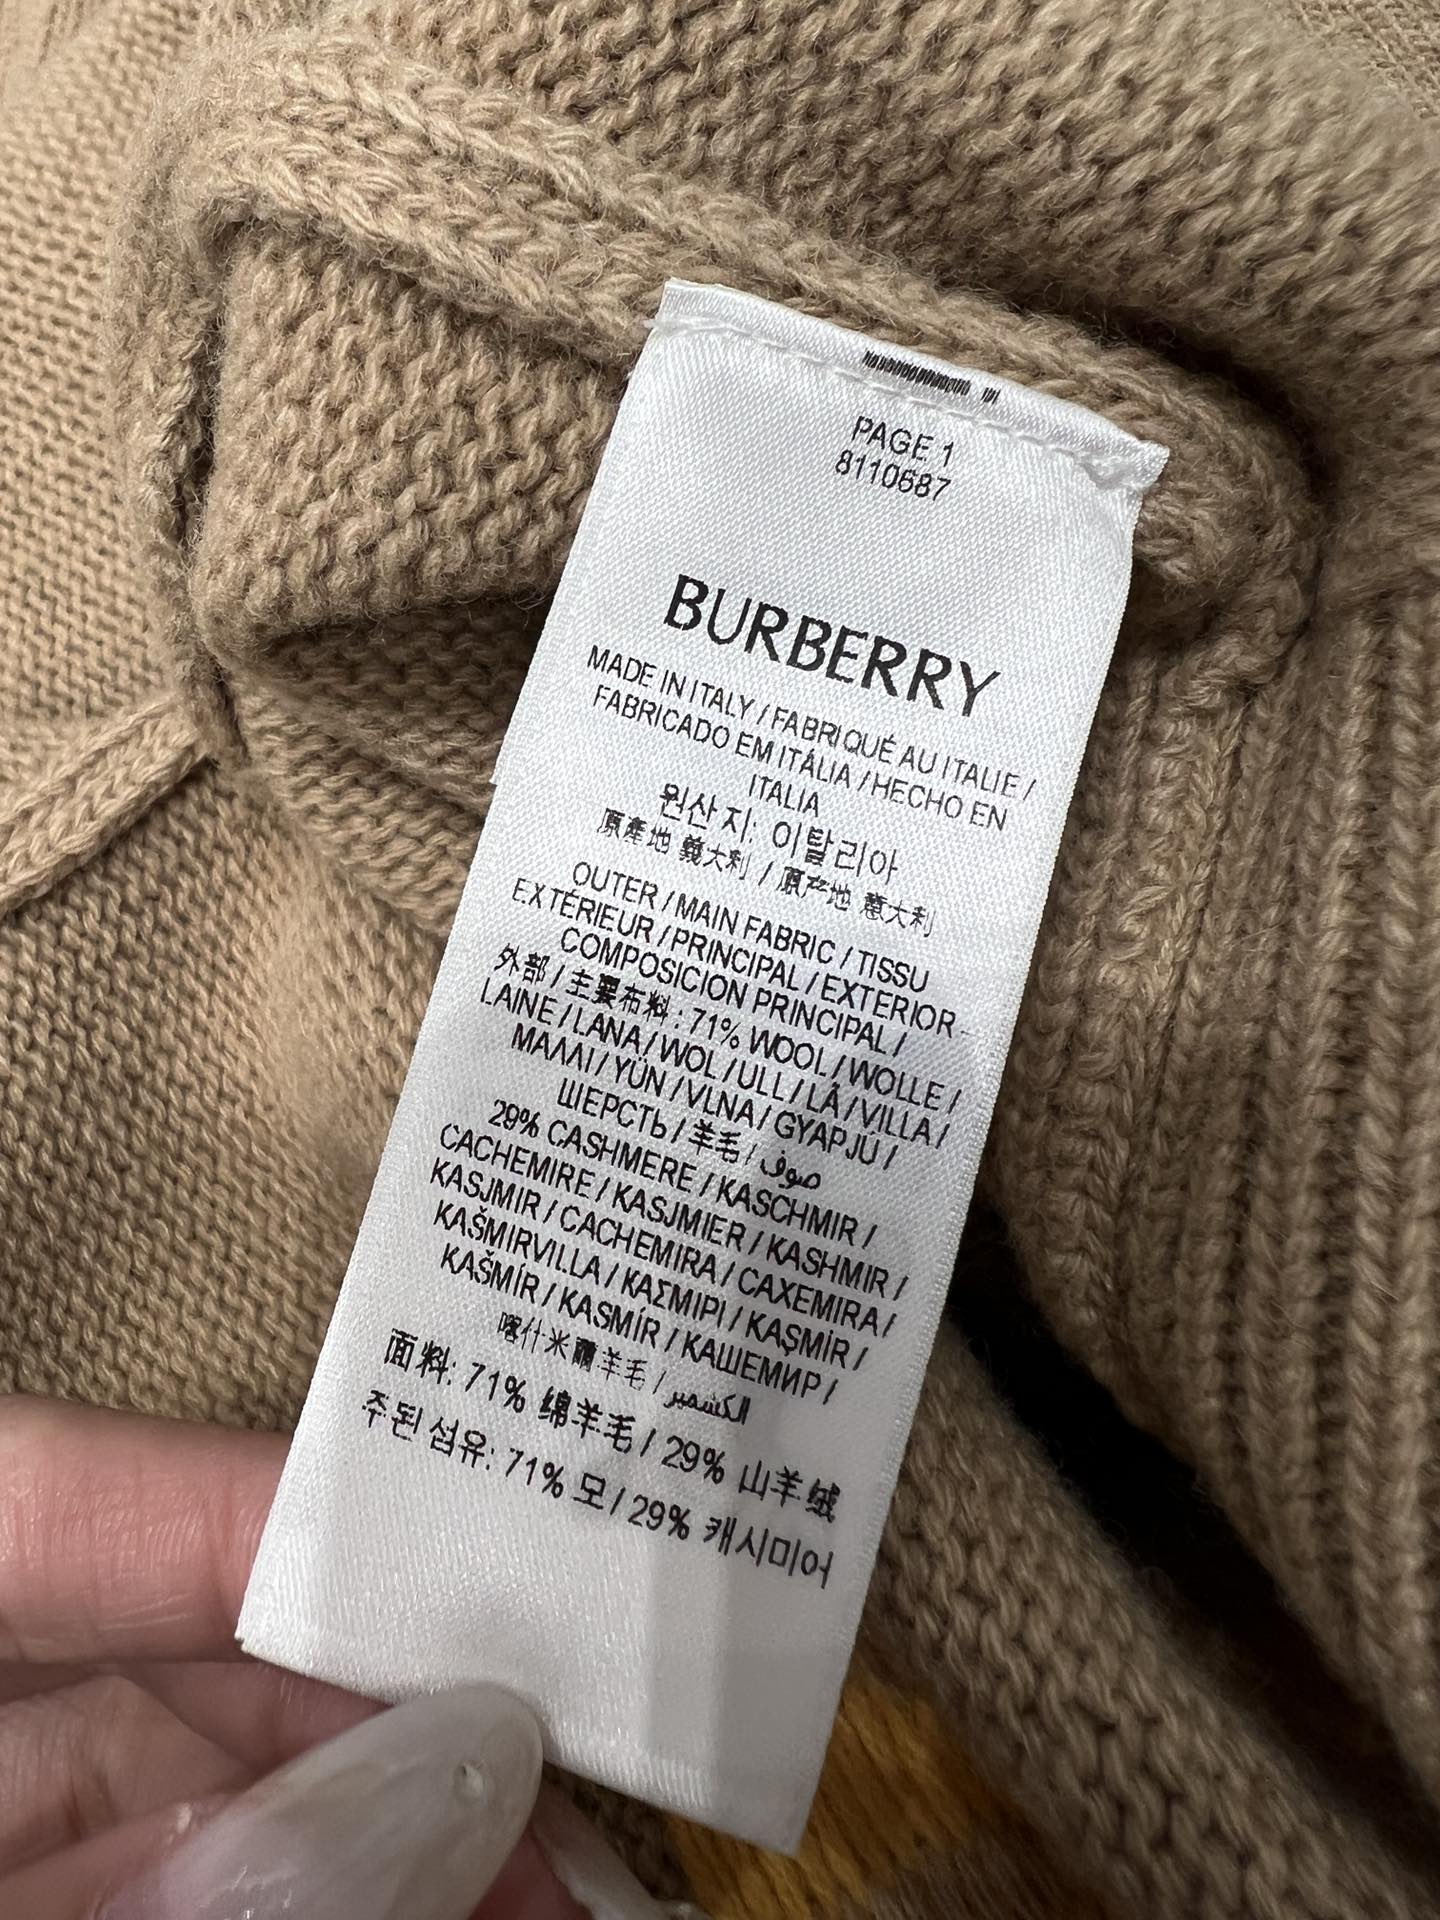 PAGE 1
8110687
BURBERRY
MADE IN ITALY / FABRIQUÉ AU ITALIE /
FABRICADO EM ITÁLIA / HECHO EN
ITALIA
원산지: 이탈리아
原產地 義大利 / 原产地 意大利
OUTER / MAIN FABRIC / TISSU
EXTÉRIEUR / PRINCIPAL / EXTERIOR -
COMPOSICION PRINCIPAL /
外部 / 主要布料 : 71% WOOL / WOLLE /
LAINE / LANA / WOL / ULL / LÃ / VILLA /
ΜΑΛΛΙ / YÜN / VLNA / GYAPJÚ /
ШЕРСТЬ / 羊毛 / صوف
29% CASHMERE / KASCHMIR /
CACHEMIRE / KASJMIER / KASHMIR /
KASJMIR / CACHEMIRA / CAXEMIRA /
KAŠMIRVILLA / ΚΑΣΜΙΡΙ / KAŞMİR /
KAŠMÍR / KASMÍR / КАШЕМИР /
喀什米爾羊毛 / الكشمير
面料: 71% 绵羊毛 / 29% 山羊绒
주된 섬유: 71% 모 / 29% 캐시미어